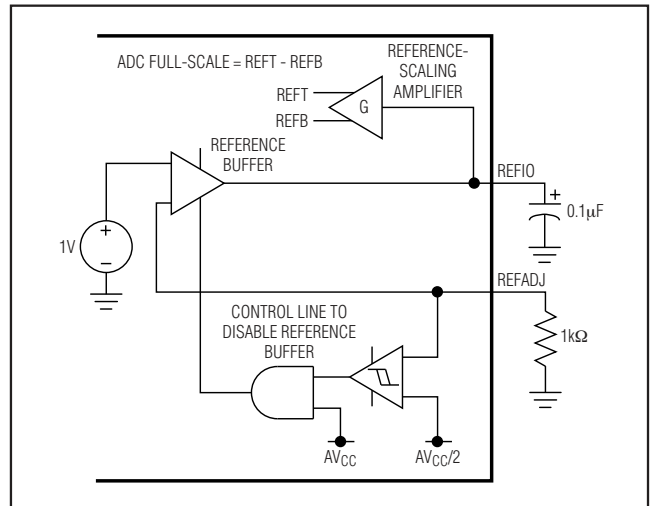 ADC FULL-SCALE = REFT - REFB
REFERENCE-
SCALING
AMPLIFIER
REFT
REFB
G
REFERENCE
BUFFER
REFIO
+
0.1μF
1V
+
−
REFADJ
1kΩ
CONTROL LINE TO
DISABLE REFERENCE
BUFFER
AVCC
AVCC/2